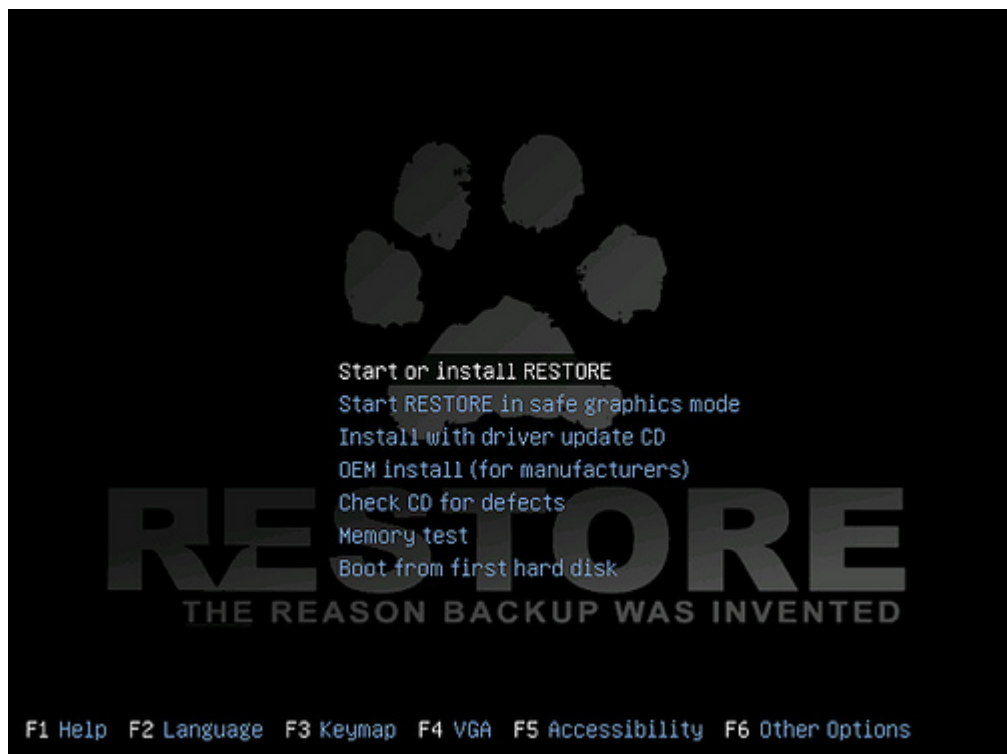 Start or install RESTORE
Start RESTORE in safe graphics mode
Install with driver update CD
OEM install (for manufacturers)
Check CD for defects
Memory test
Boot from first hard disk
RESTORE
THE REASON BACKUP WAS INVENTED
F1 Help F2 Language F3 Keymap F4 VGA F5 Accessibility F6 Other Options